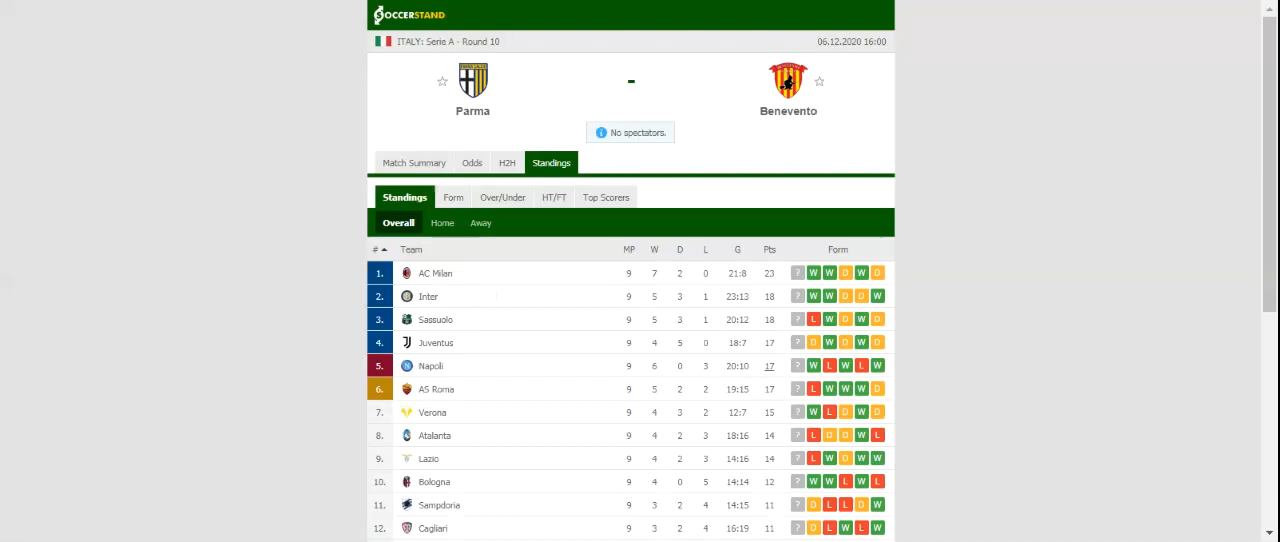 SOCCERSTAND
ITALY: Serie A - Round 10 06.12.2020 16:00
-
Parma Benevento
No spectators.
Match Summary Odds H2H Standings
Standings Form Over/Under HT/FT Top Scorers
Overall Home Away
# Team MP W D L G Pts Form
1. AC Milan 9 7 2 0 21:8 23 ? W W D W D
2. Inter 9 5 3 1 23:13 18 ? W W D D W
3. Sassuolo 9 5 3 1 20:12 18 ? L W D W D
4. Juventus 9 4 5 0 18:7 17 ? D W D W D
5. Napoli 9 6 0 3 20:10 17 ? W L W L W
6. AS Roma 9 5 2 2 19:15 17 ? L W W W D
7. Verona 9 4 3 2 12:7 15 ? W L D W D
8. Atalanta 9 4 2 3 18:16 14 ? L D D W L
9. Lazio 9 4 2 3 14:16 14 ? L W D W W
10. Bologna 9 4 0 5 14:14 12 ? W W L W L
11. Sampdoria 9 3 2 4 14:15 11 ? D L L D W
12. Cagliari 9 3 2 4 16:19 11 ? D L W L W